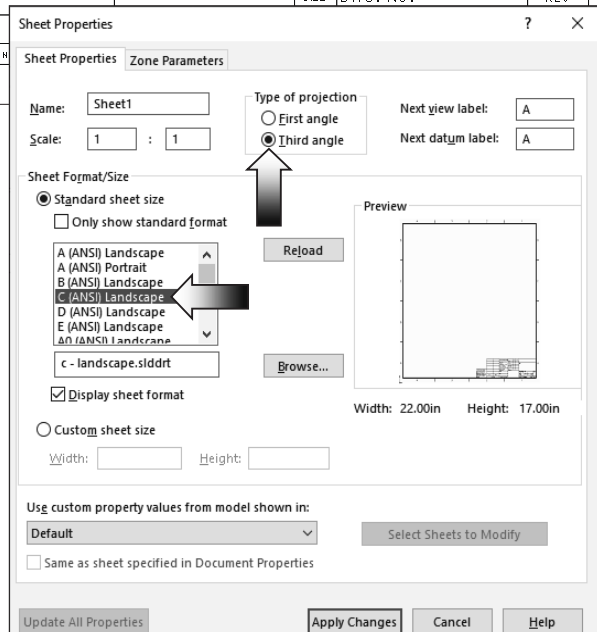 Sheet Properties ? ×
Sheet Properties Zone Parameters
Name: Sheet1
Scale: 1 : 1
Type of projection
First angle
Third angle
Next view label: A
Next datum label: A
Sheet Format/Size
Standard sheet size
Only show standard format
A (ANSI) Landscape
A (ANSI) Portrait
B (ANSI) Landscape
C (ANSI) Landscape
D (ANSI) Landscape
E (ANSI) Landscape
A0 (ANSI) Landscape
Reload
c - landscape.slddrt
Browse...
Display sheet format
Custom sheet size
Width: Height:
Preview
Width: 22.00in Height: 17.00in
Use custom property values from model shown in:
Default
Select Sheets to Modify
Same as sheet specified in Document Properties
Update All Properties Apply Changes Cancel Help